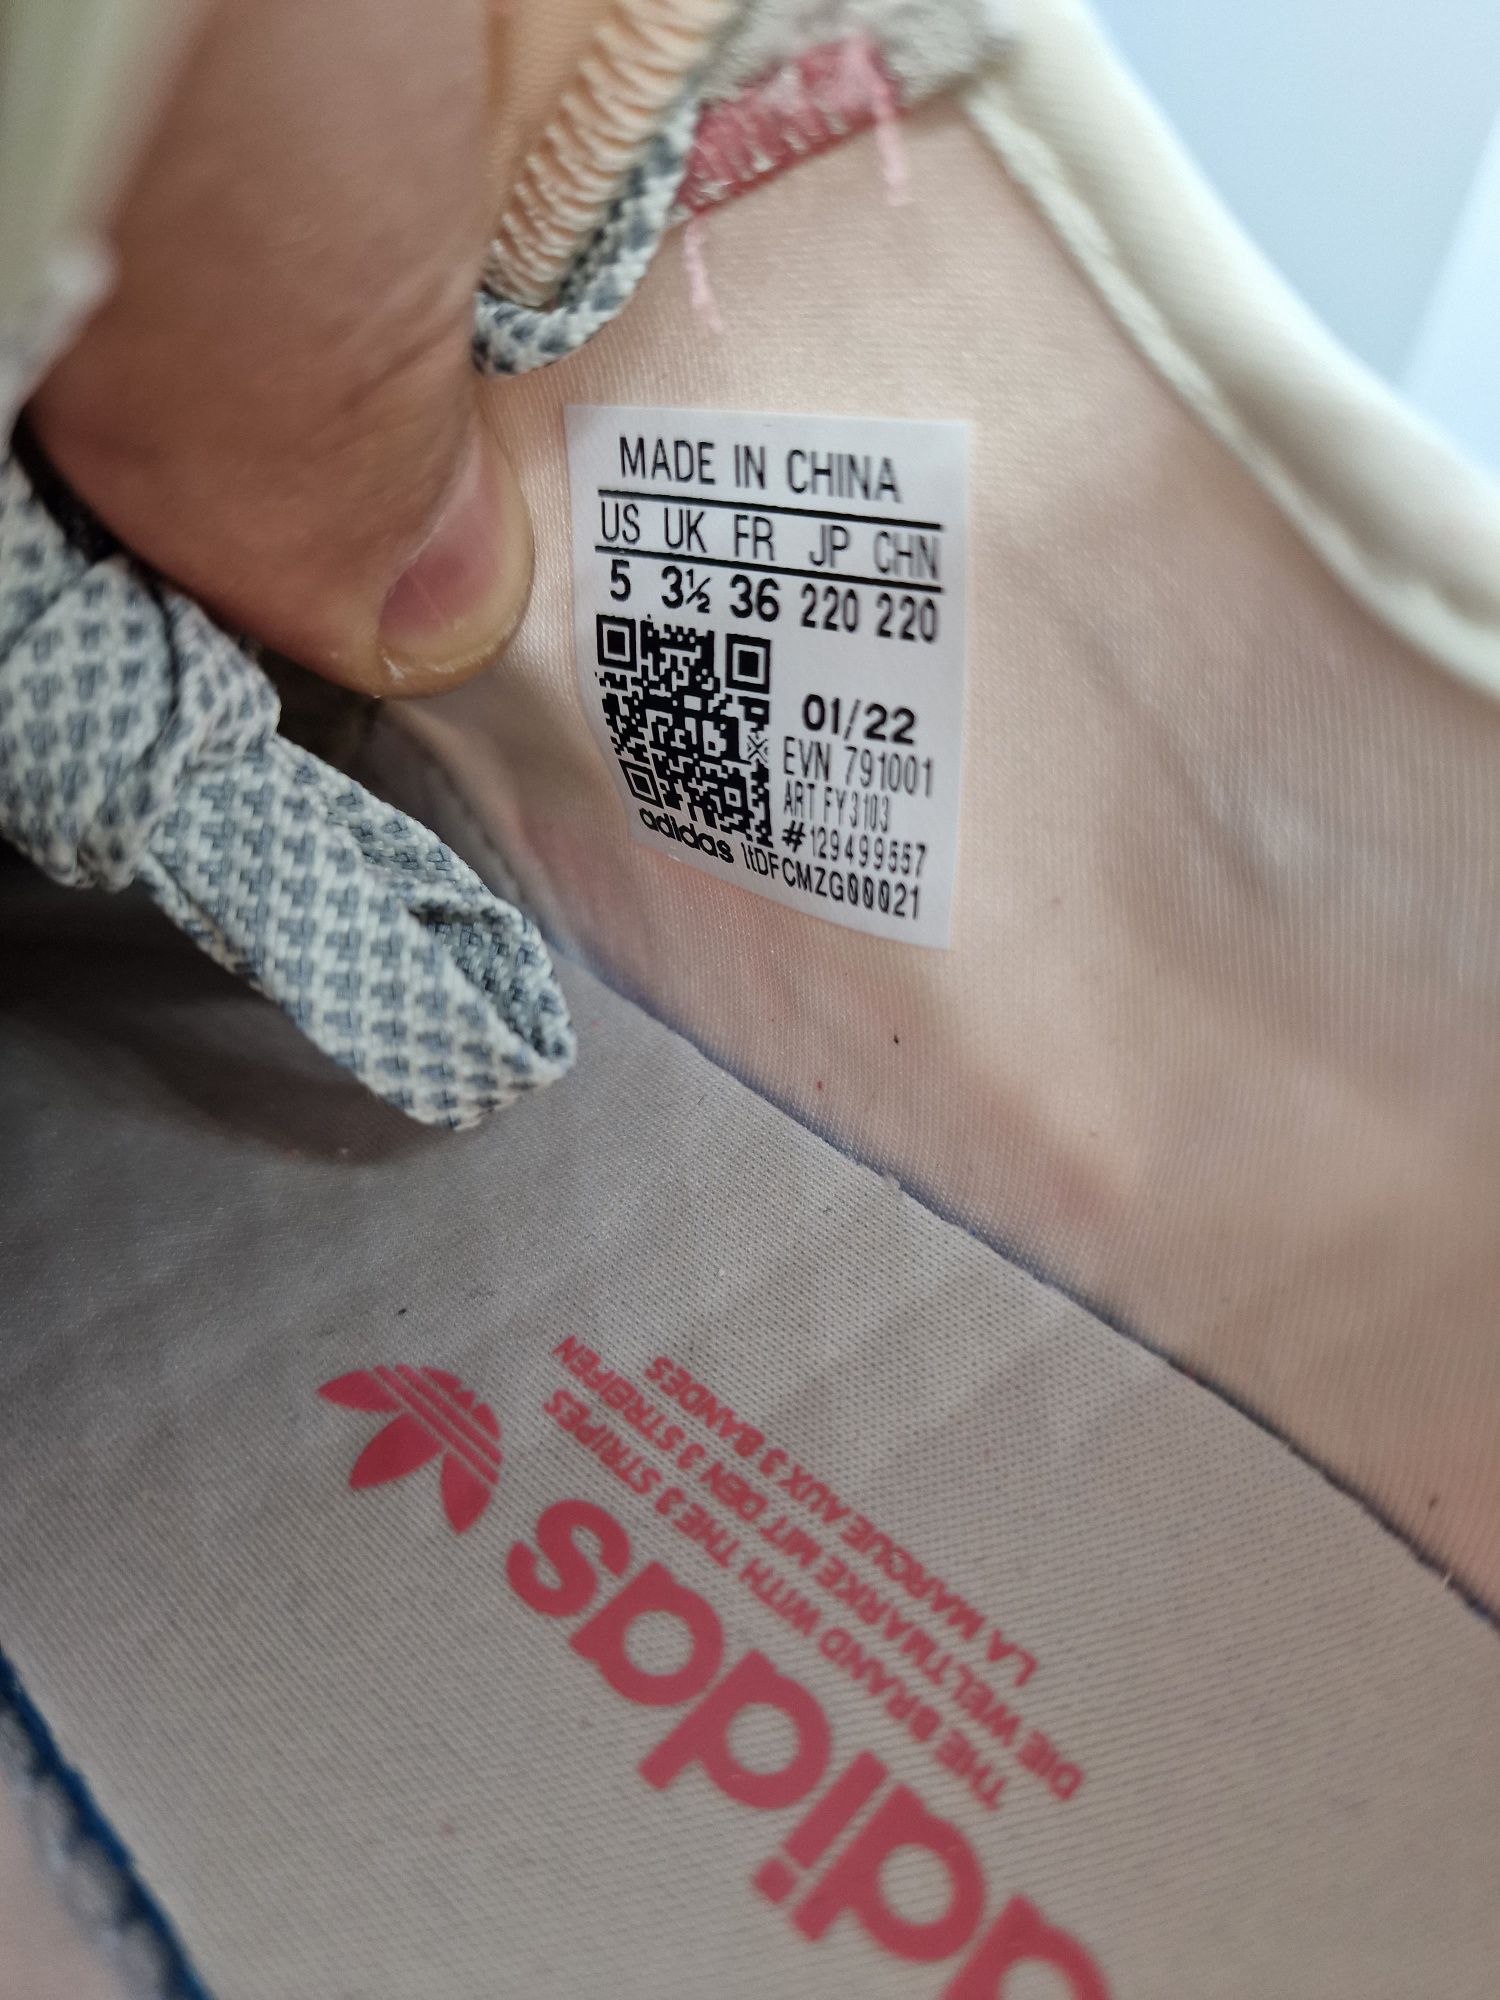 MADE IN CHINA
US UK FR JP CHN
5 3½ 36 220 220
01/22
EVN 791001
ART FY3103
#129499557
adidas ltDFCMZG00021
adidas
THE BRAND WITH THE 3 STRIPES
DIE WELTMARKE MIT DEN 3 STREIFEN
LA MARQUE AUX 3 BANDES